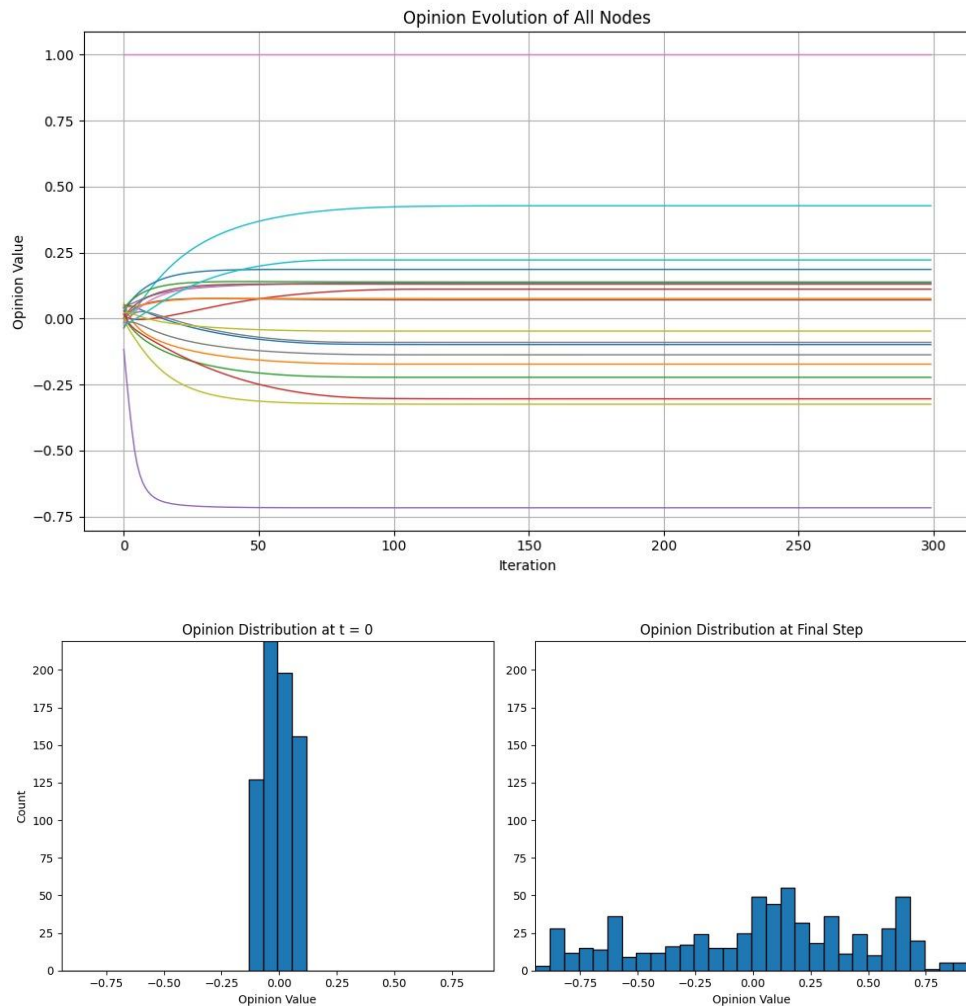 Opinion Evolution of All Nodes
1.00
0.75
0.50
0.25
0.00
−0.25
−0.50
−0.75
Opinion Value
0 50 100 150 200 250 300
Iteration
Opinion Distribution at t = 0
200
175
150
125
100
75
50
25
0
Count
−0.75 −0.50 −0.25 0.00 0.25 0.50 0.75
Opinion Value
Opinion Distribution at Final Step
200
175
150
125
100
75
50
25
0
−0.75 −0.50 −0.25 0.00 0.25 0.50 0.75
Opinion Value